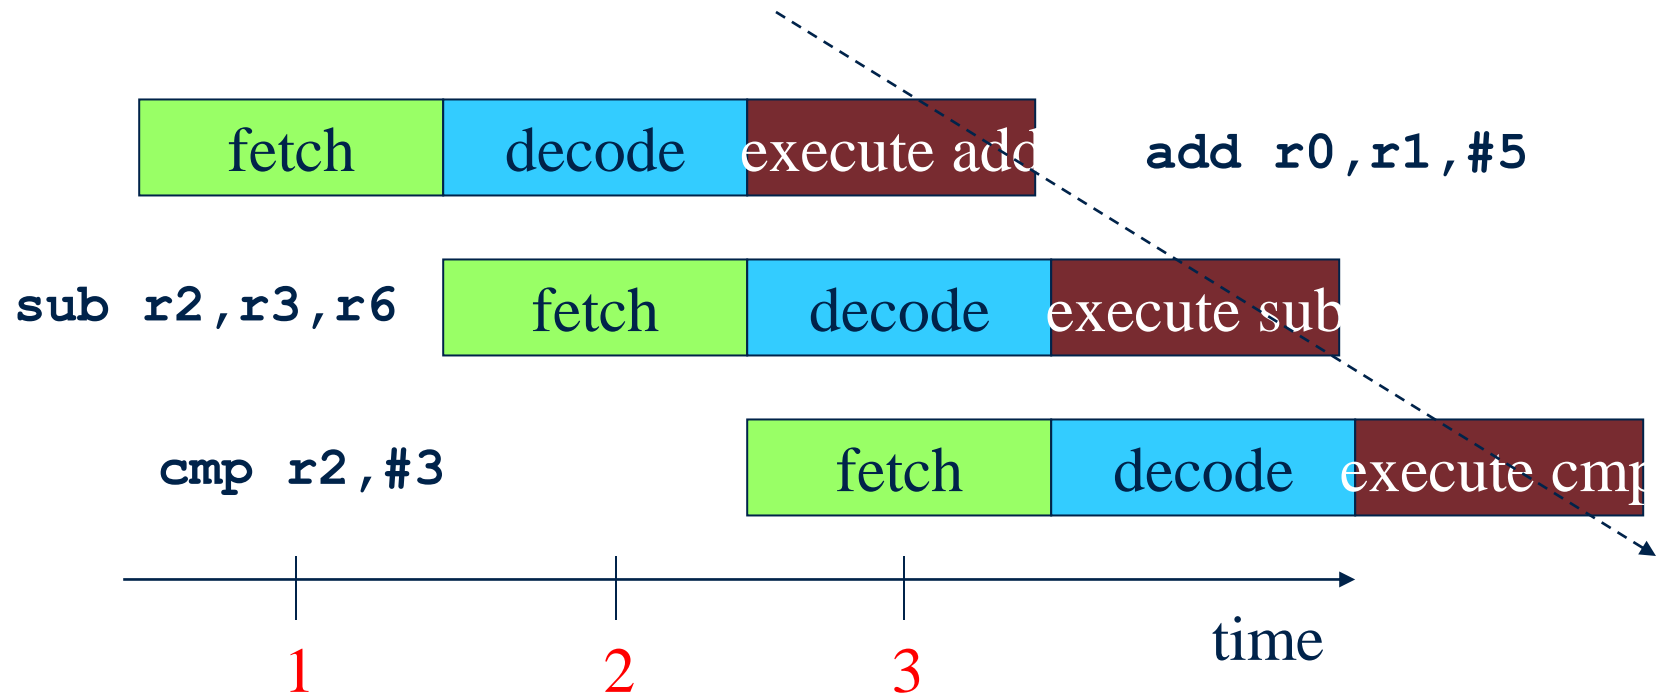 fetch decode execute add add r0,r1,#5
sub r2,r3,r6 fetch decode execute sub
cmp r2,#3 fetch decode execute cmp
time
1 2 3